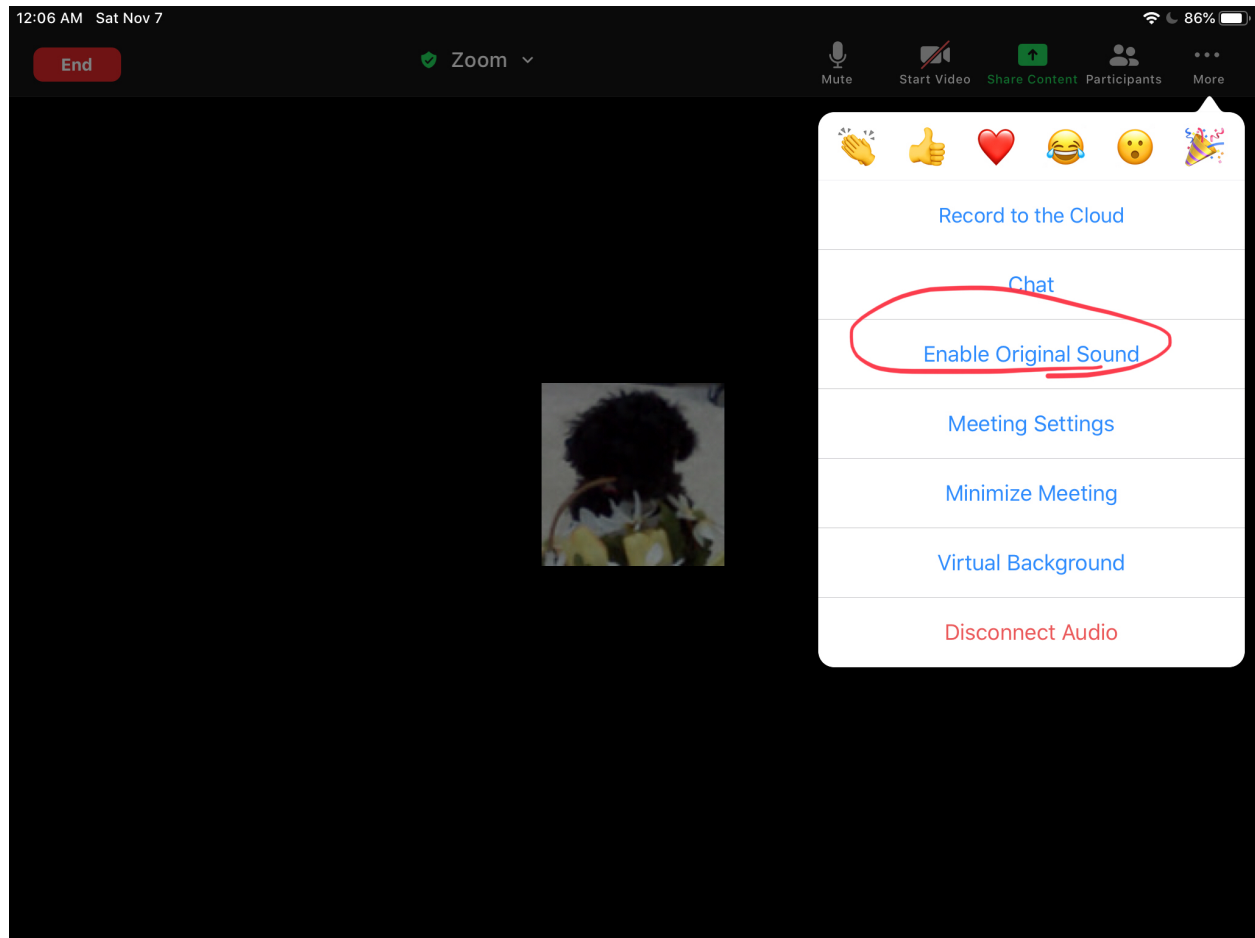 12:06 AM Sat Nov 7
86%
End
Zoom
Mute
Start Video
Share Content
Participants
More
Record to the Cloud
Chat
Enable Original Sound
Meeting Settings
Minimize Meeting
Virtual Background
Disconnect Audio